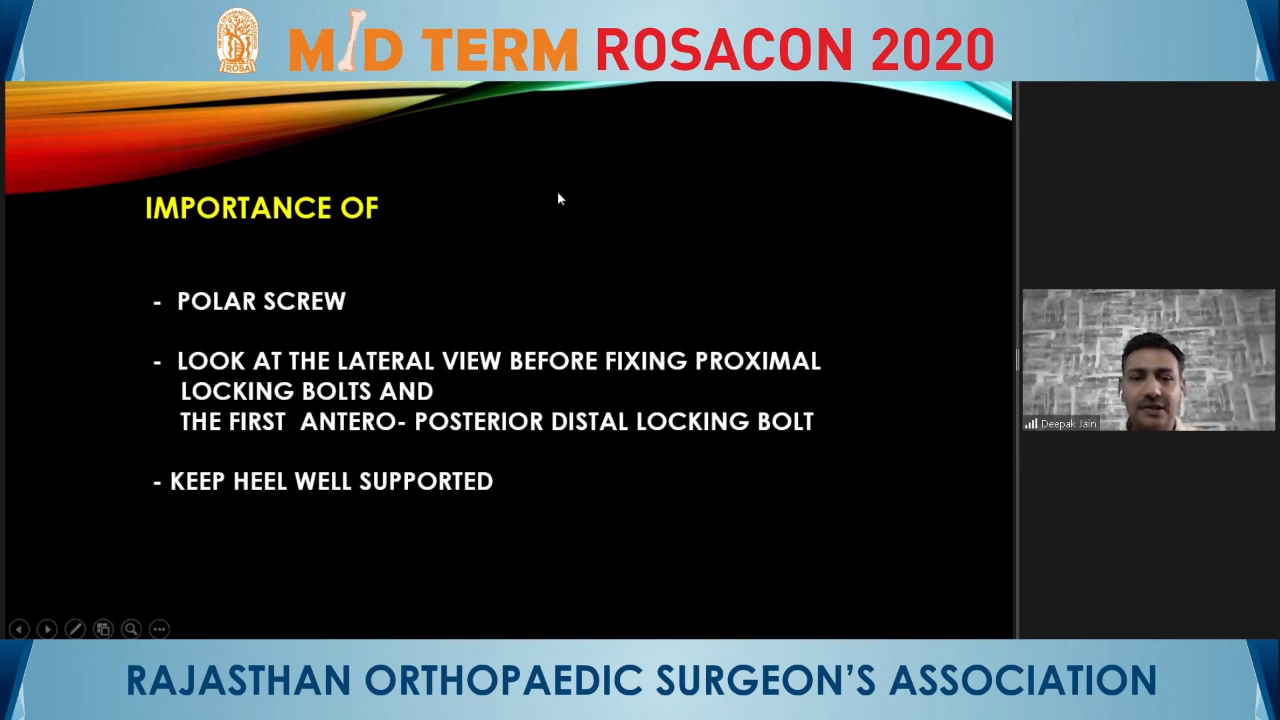 ROSA
MID TERM ROSACON 2020
IMPORTANCE OF
- POLAR SCREW
- LOOK AT THE LATERAL VIEW BEFORE FIXING PROXIMAL
LOCKING BOLTS AND
THE FIRST ANTERO- POSTERIOR DISTAL LOCKING BOLT
- KEEP HEEL WELL SUPPORTED
Deepak Jain
RAJASTHAN ORTHOPAEDIC SURGEON’S ASSOCIATION